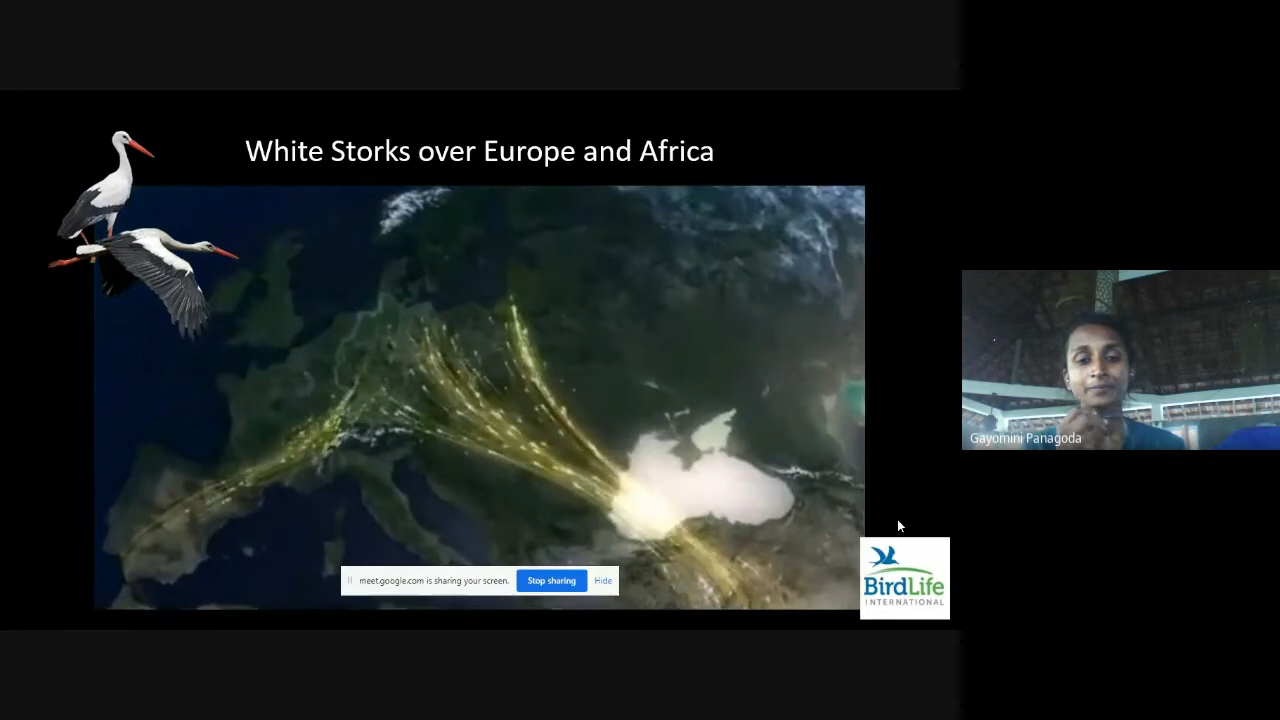 White Storks over Europe and Africa
Gayomini Panagoda
meet.google.com is sharing your screen.
Stop sharing
Hide
BirdLife
INTERNATIONAL